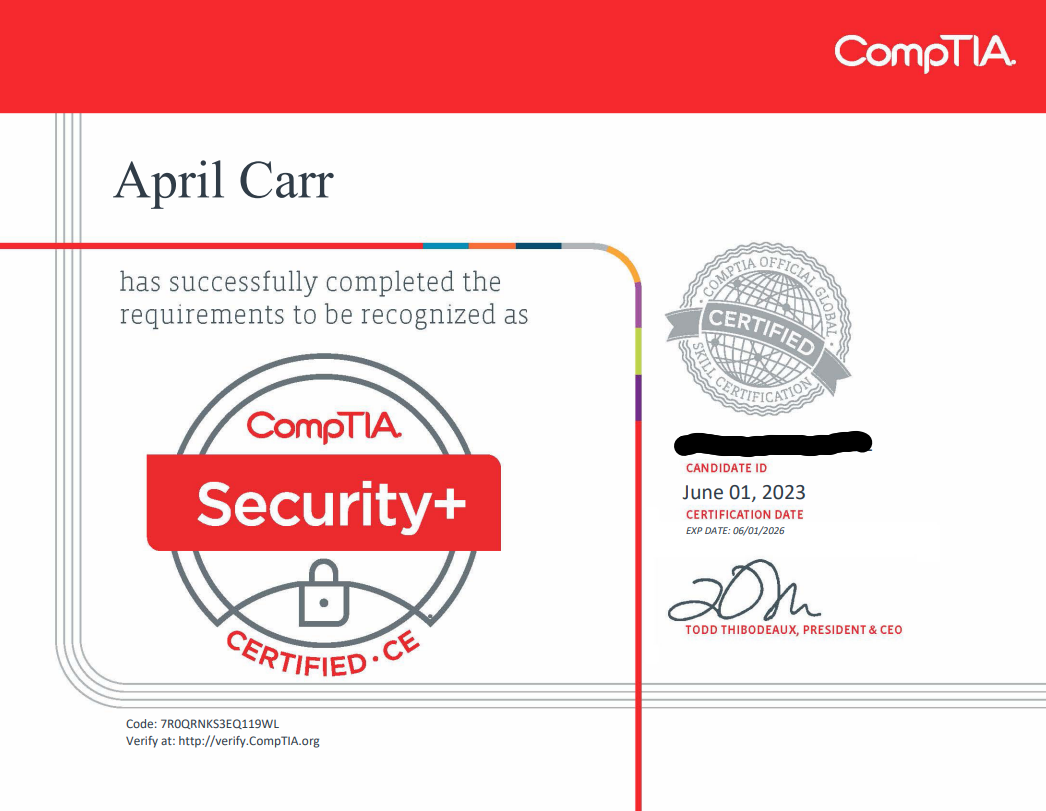 CompTIA.
April Carr
has successfully completed the
requirements to be recognized as
COMPTIA OFFICIAL GLOBAL
CERTIFIED
SKILL CERTIFICATION
CompTIA.
Security+
CERTIFIED CE
CANDIDATE ID
June 01, 2023
CERTIFICATION DATE
EXP DATE: 06/01/2026
TODD THIBODEAUX, PRESIDENT & CEO
Code: 7R0QRNKS3EQ119WL
Verify at: http://verify.CompTIA.org